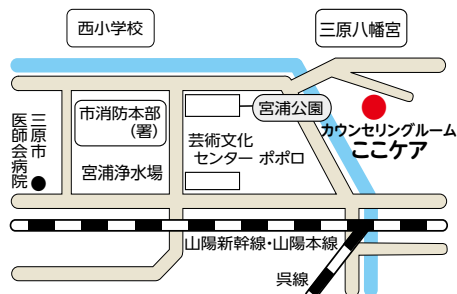 西小学校
三原八幡宮
市消防本部
(署)
宮浦公園
カウンセリングルーム
ここケア
三原市
医師会病院
芸術文化
センター ポポロ
宮浦浄水場
山陽新幹線・山陽本線
呉線